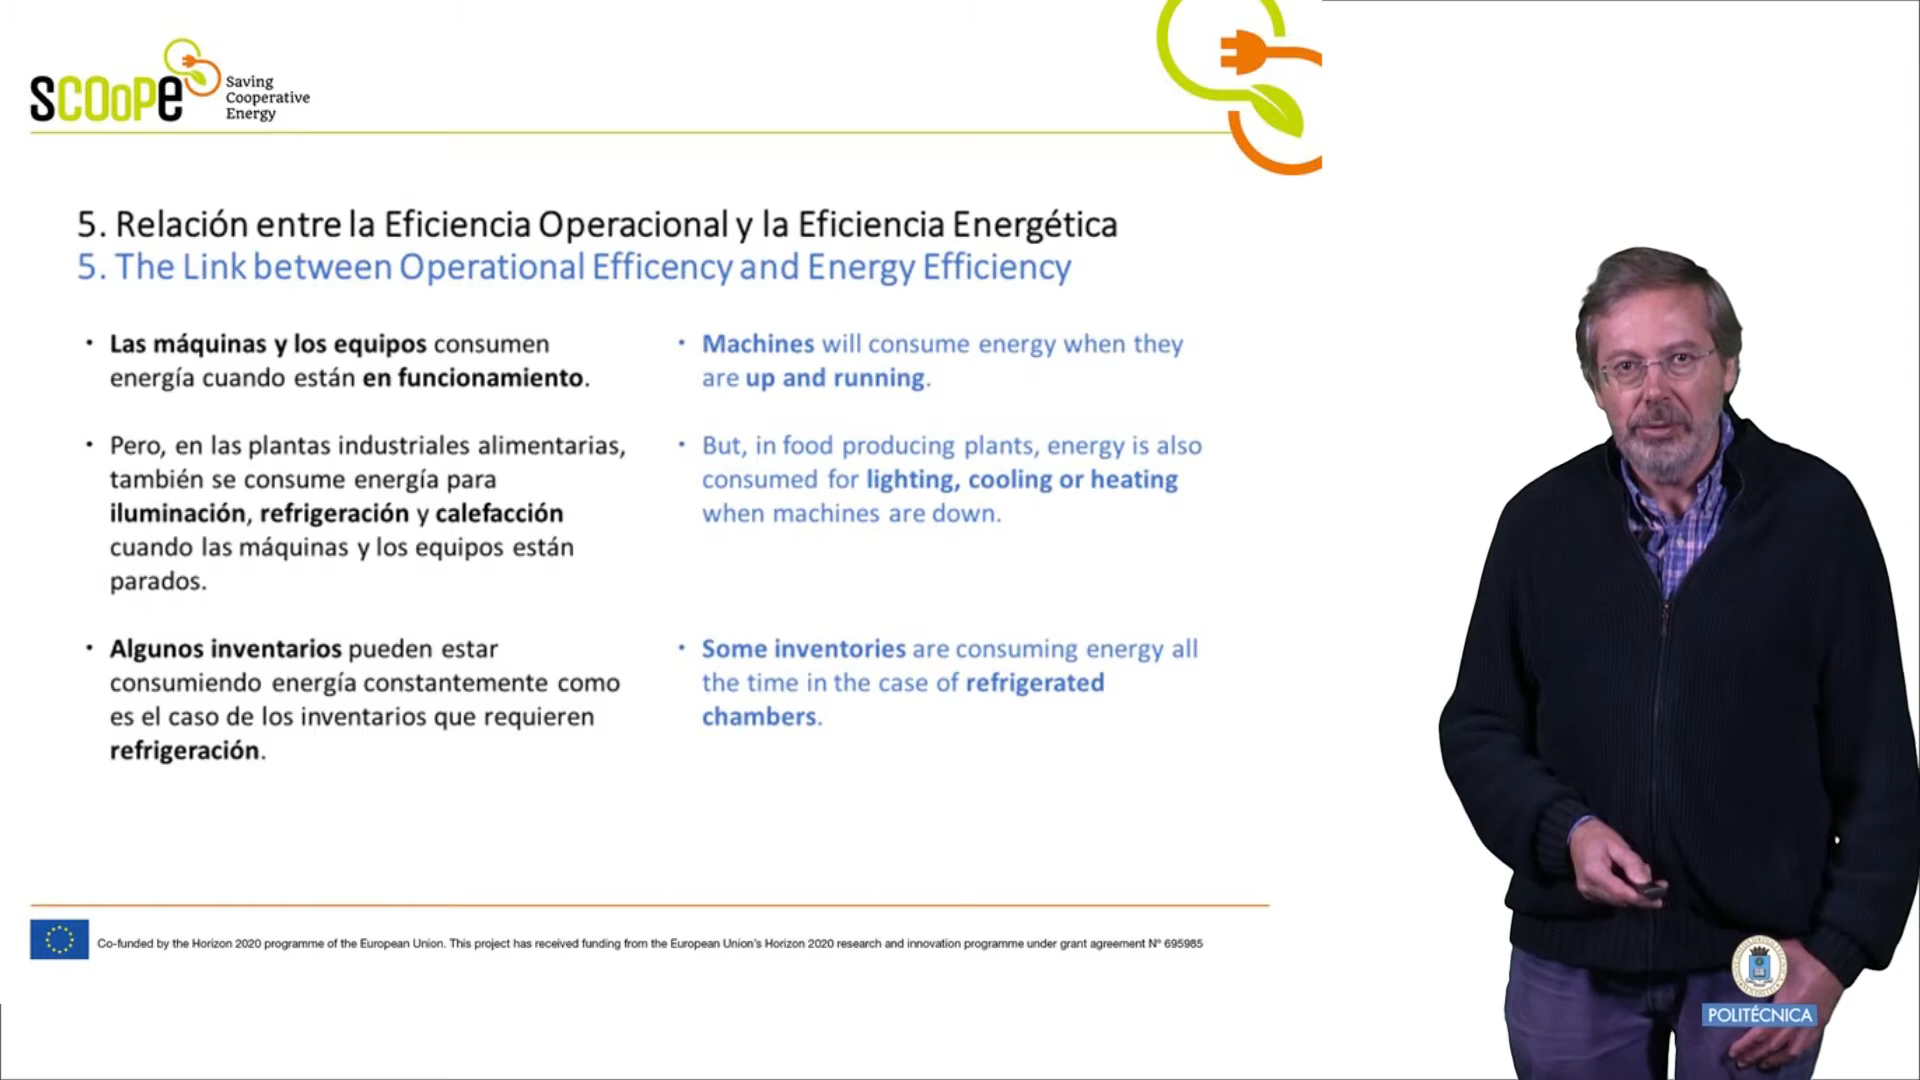 SCOoPE
Saving
Cooperative
Energy
5. Relación entre la Eficiencia Operacional y la Eficiencia Energética
5. The Link between Operational Efficency and Energy Efficiency
• Las máquinas y los equipos consumen
energía cuando están en funcionamiento.
• Pero, en las plantas industriales alimentarias,
también se consume energía para
iluminación, refrigeración y calefacción
cuando las máquinas y los equipos están
parados.
• Algunos inventarios pueden estar
consumiendo energía constantemente como
es el caso de los inventarios que requieren
refrigeración.
• Machines will consume energy when they
are up and running.
• But, in food producing plants, energy is also
consumed for lighting, cooling or heating
when machines are down.
• Some inventories are consuming energy all
the time in the case of refrigerated
chambers.
Co-funded by the Horizon 2020 programme of the European Union. This project has received funding from the European Union's Horizon 2020 research and innovation programme under grant agreement Nº 695985
POLITÉCNICA